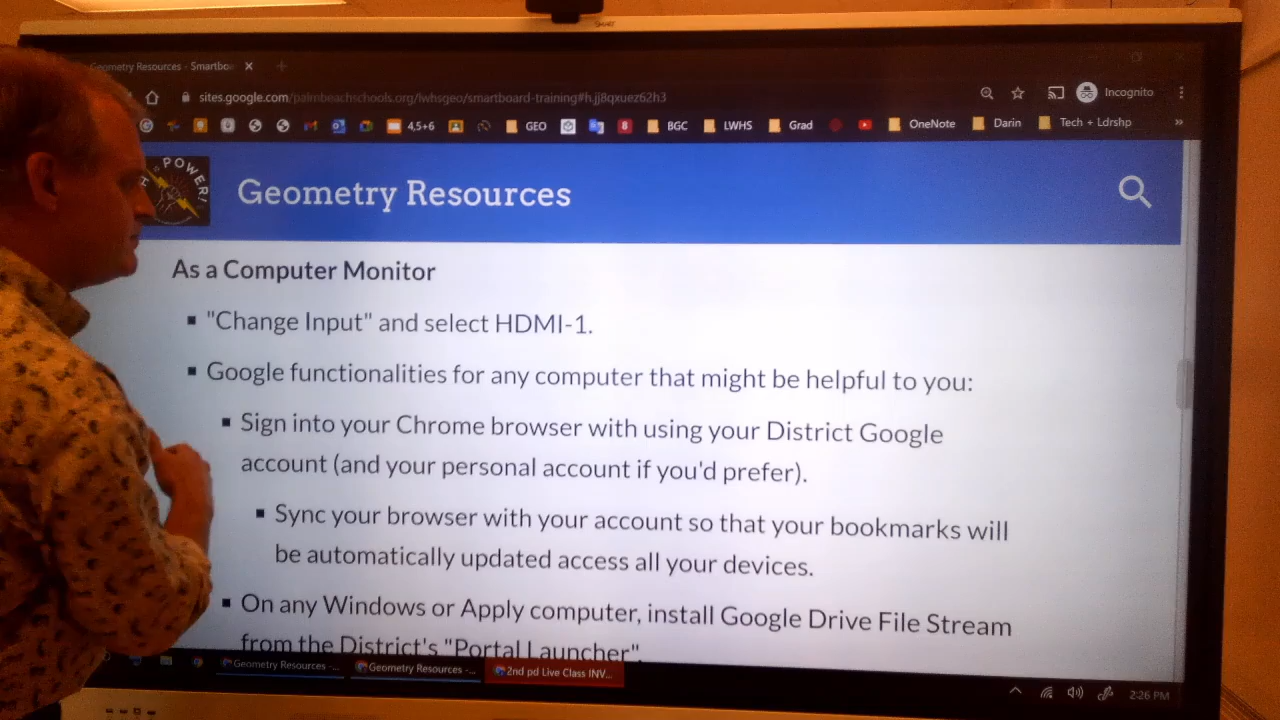 SMART
Geometry Resources - Smartbo
sites.google.com/palmbeachschools.org/lwhsgeo/smartboard-training#h.jj8qxuez62h3
Incognito
4,5+6 GEO 8 BGC LWHS Grad OneNote Darin Tech + Ldrshp »
POWER!
Geometry Resources
As a Computer Monitor
▪ "Change Input" and select HDMI-1.
▪ Google functionalities for any computer that might be helpful to you:
▪ Sign into your Chrome browser with using your District Google
account (and your personal account if you'd prefer).
▪ Sync your browser with your account so that your bookmarks will
be automatically updated access all your devices.
▪ On any Windows or Apply computer, install Google Drive File Stream
from the District's "Portal Launcher".
Geometry Resources -...
Geometry Resources -...
2nd pd Live Class INV...
2:26 PM